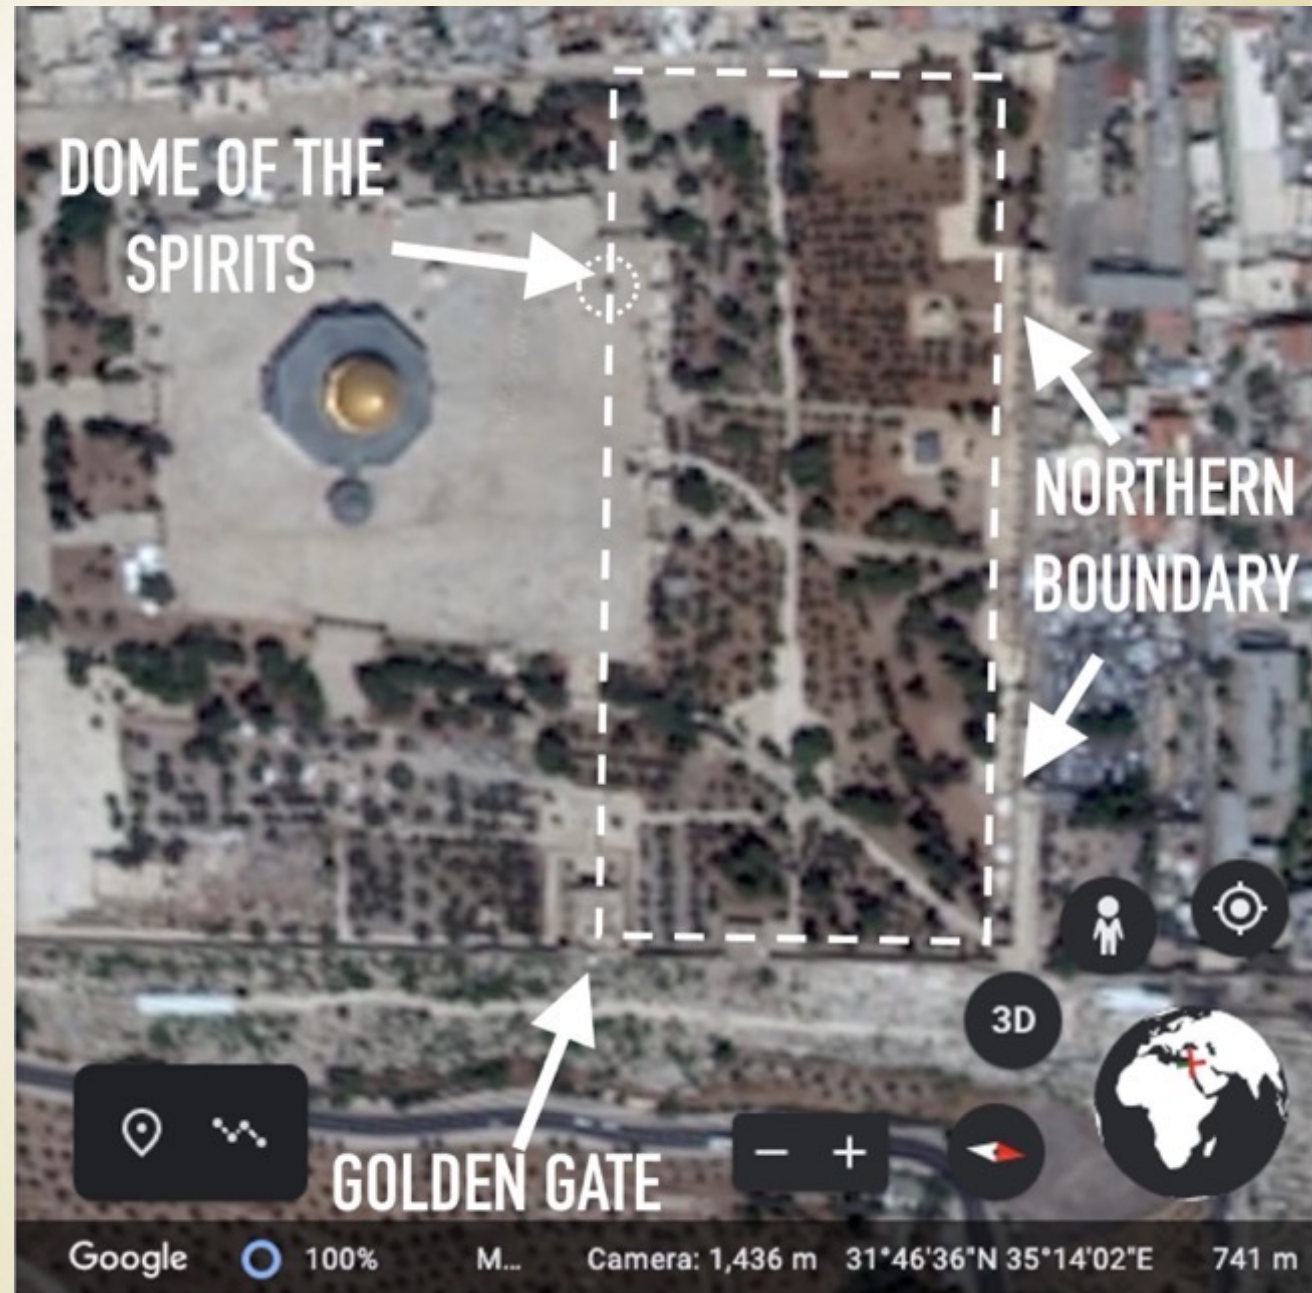 DOME OF THE
SPIRITS
NORTHERN
BOUNDARY
3D
GOLDEN GATE
Google 100% M... Camera: 1,436 m 31°46'36"N 35°14'02"E 741 m